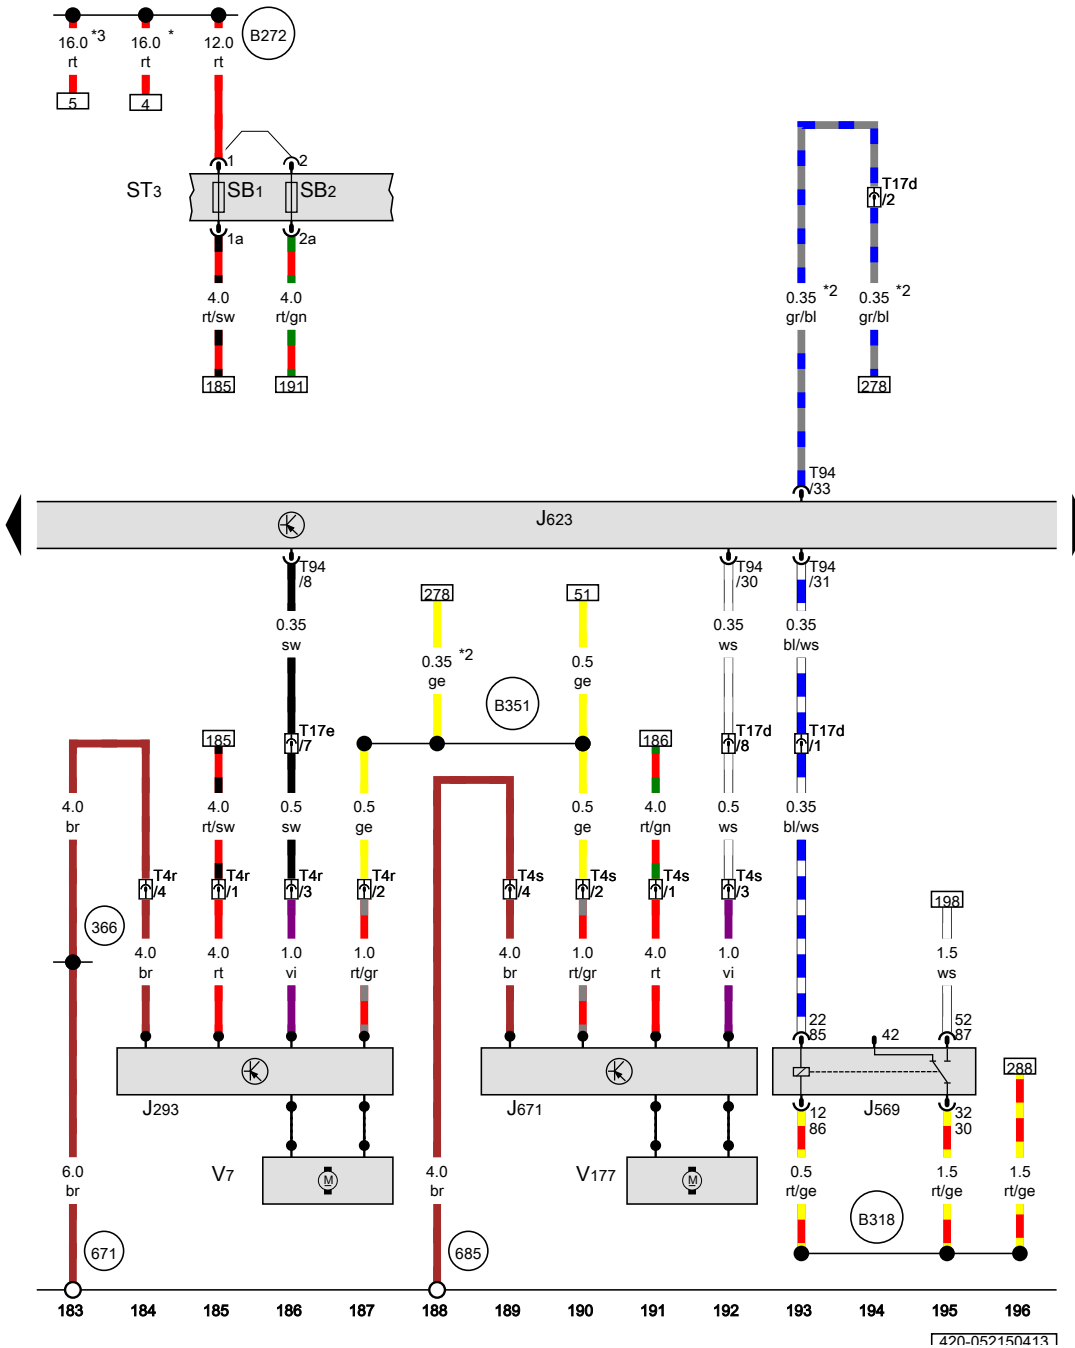 16.0 *3 16.0 * 12.0 B272
rt rt rt
5 4
1 2
ST3 SB1 SB2
1a 2a
4.0 4.0
rt/sw rt/gn
185 191
T17d
/2
0.35 *2 0.35 *2
gr/bl gr/bl
278
T94
/33
J623
T94 T94 T94
/8 /30 /31
278 51
0.35 0.35 0.35
sw ws bl/ws
0.35 *2 0.5
ge ge
B351
185 T17e 186 T17d T17d
/7 /8 /1
4.0 4.0 0.5 0.5 0.5 4.0 0.5 0.35
br rt/sw sw ge ge rt/gn ws bl/ws
T4r T4r T4r T4r T4s T4s T4s T4s
/4 /1 /3 /2 /4 /2 /1 /3
366 198
4.0 4.0 1.0 1.0 4.0 1.0 4.0 1.0 1.5
br rt vi rt/gr br rt/gr rt vi ws
22 42 52
85 87
M M
288
J293 J671 J569
12 32
86 30
V7 V177
6.0 4.0 0.5 1.5 1.5
br br rt/ge rt/ge rt/ge
B318
671 685
183 184 185 186 187 188 189 190 191 192 193 194 195 196
420-052150413